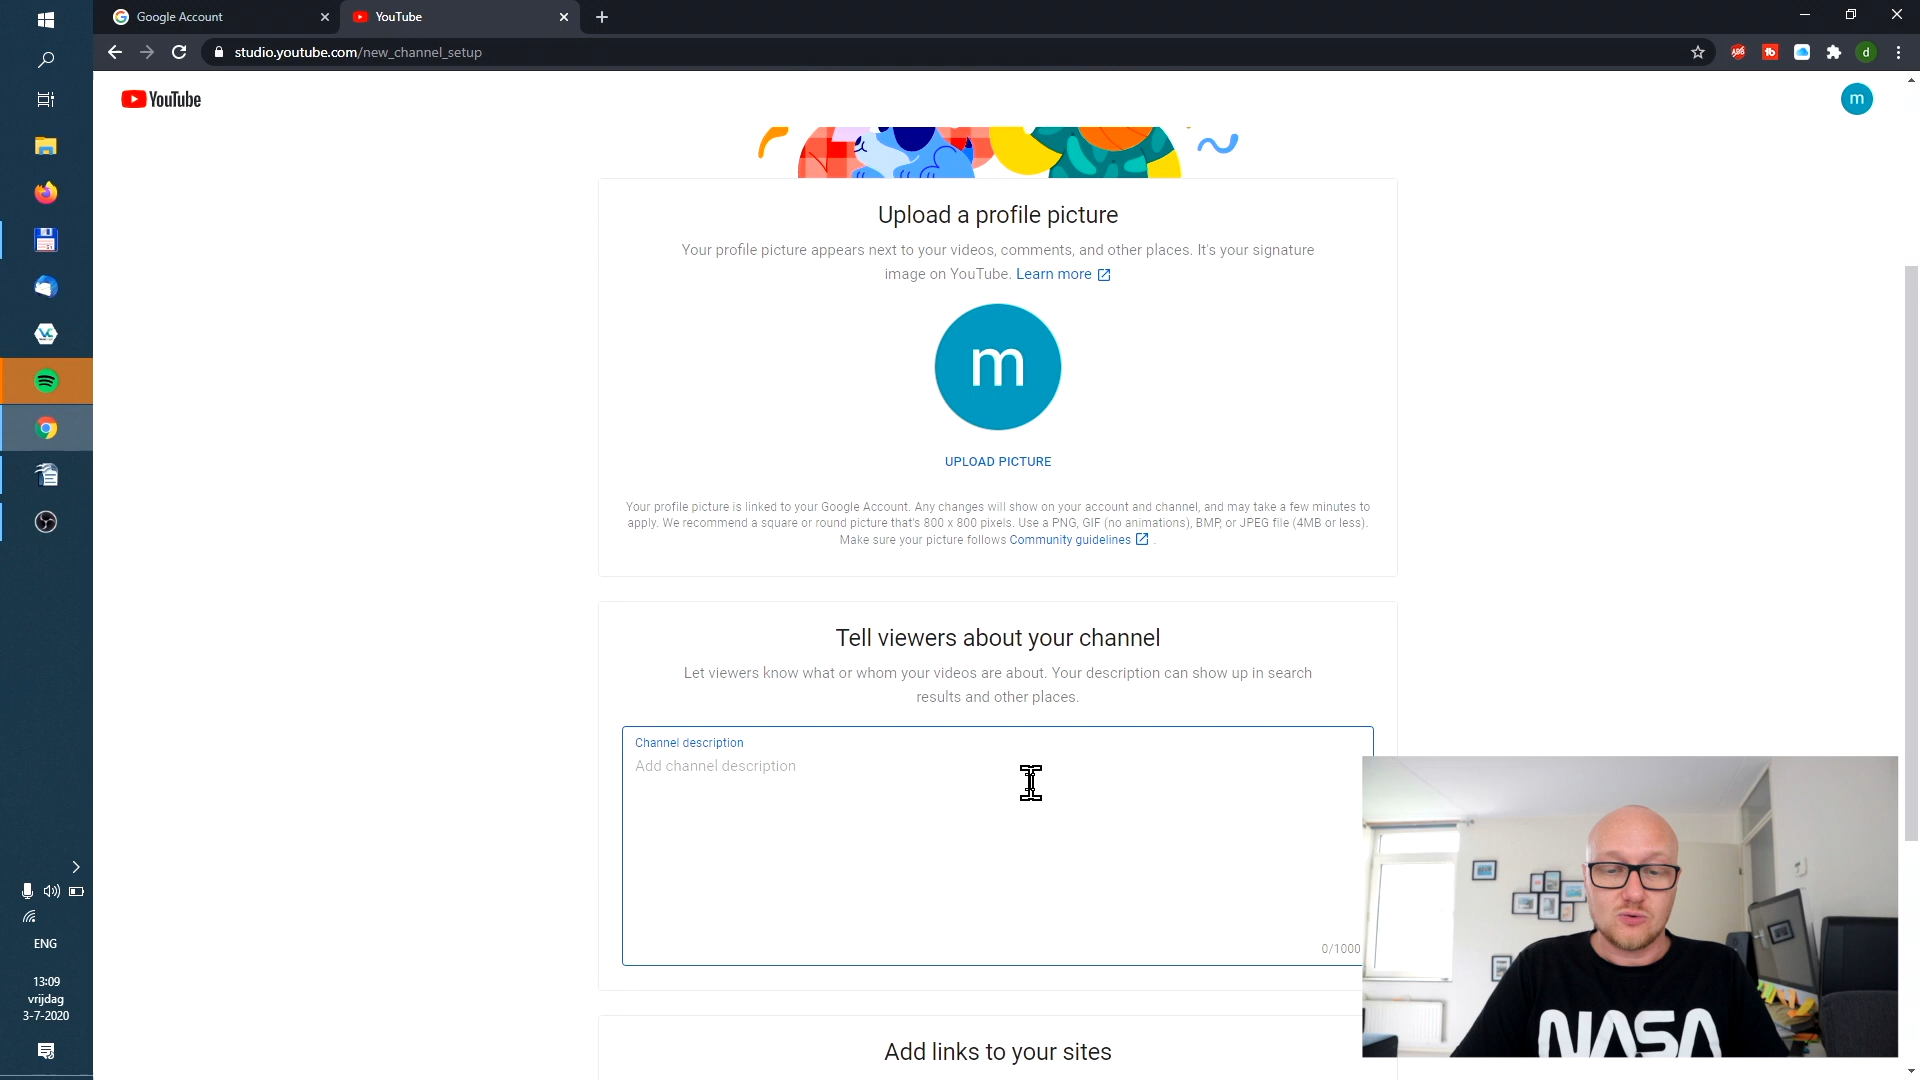 Google Account
YouTube
studio.youtube.com/new_channel_setup
ABP
tb
d
YouTube
m
Upload a profile picture
Your profile picture appears next to your videos, comments, and other places. It's your signature
image on YouTube. Learn more
m
UPLOAD PICTURE
Your profile picture is linked to your Google Account. Any changes will show on your account and channel, and may take a few minutes to
apply. We recommend a square or round picture that's 800 x 800 pixels. Use a PNG, GIF (no animations), BMP, or JPEG file (4MB or less).
Make sure your picture follows Community guidelines .
Tell viewers about your channel
Let viewers know what or whom your videos are about. Your description can show up in search
results and other places.
Channel description
Add channel description
0/1000
Add links to your sites
NASA
ENG
13:09
vrijdag
3-7-2020